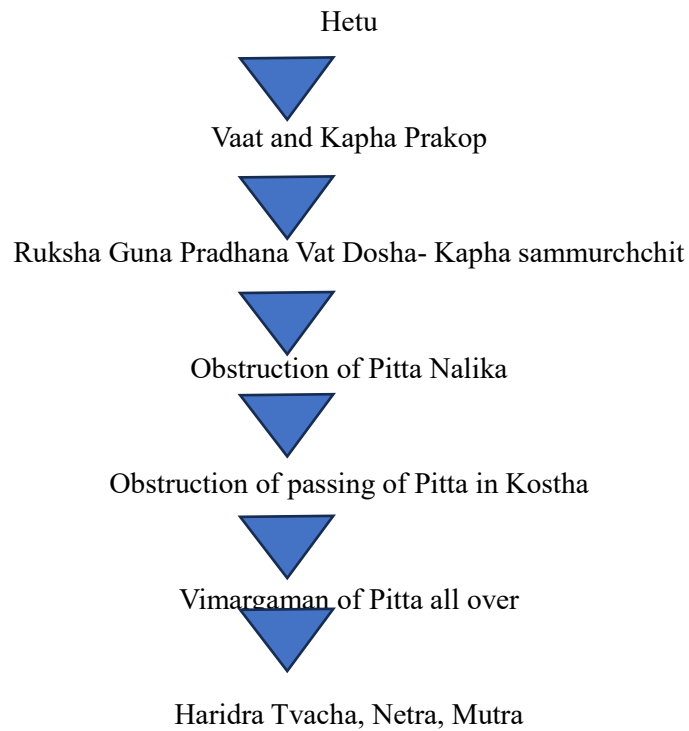 Hetu
Vaat and Kapha Prakop
Ruksha Guna Pradhana Vat Dosha- Kapha sammurchchit
Obstruction of Pitta Nalika
Obstruction of passing of Pitta in Kostha
Vimargaman of Pitta all over
Haridra Tvacha, Netra, Mutra